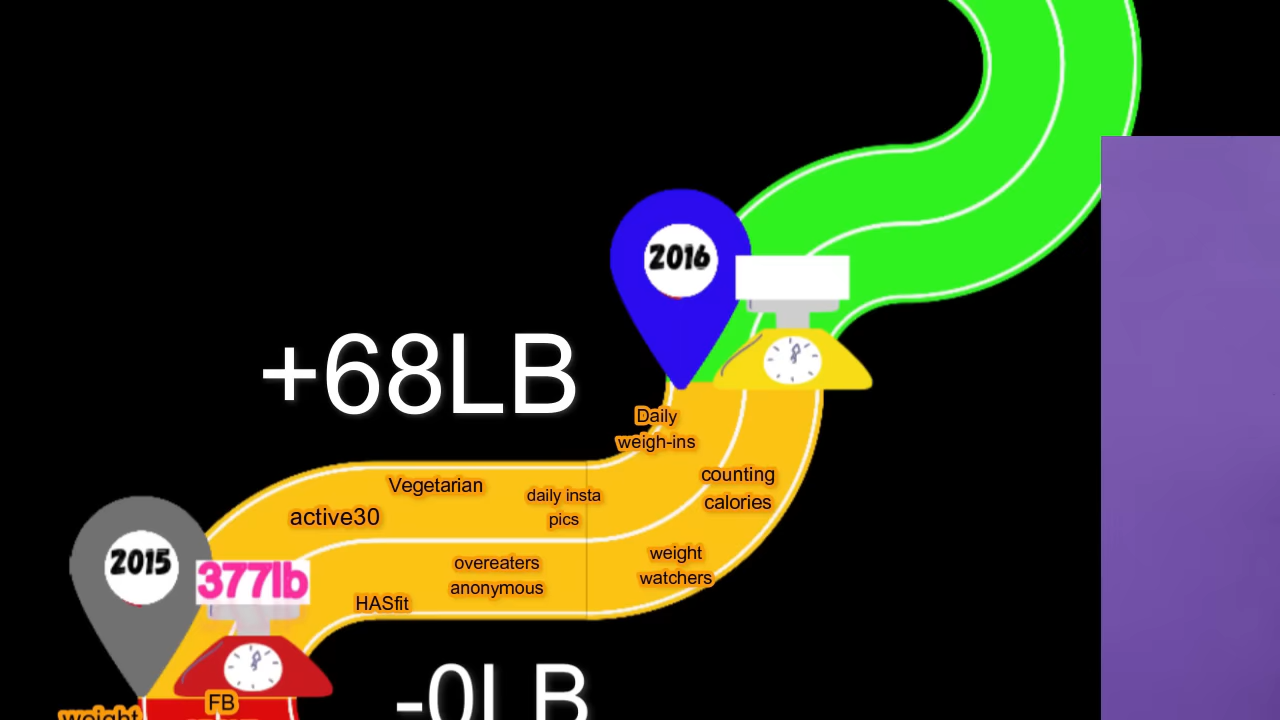 2016
+68LB
Daily
weigh-ins
counting
calories
Vegetarian
daily insta
pics
active30
2015
377lb
overeaters
anonymous
weight
watchers
HASfit
-0LB
FB
weight